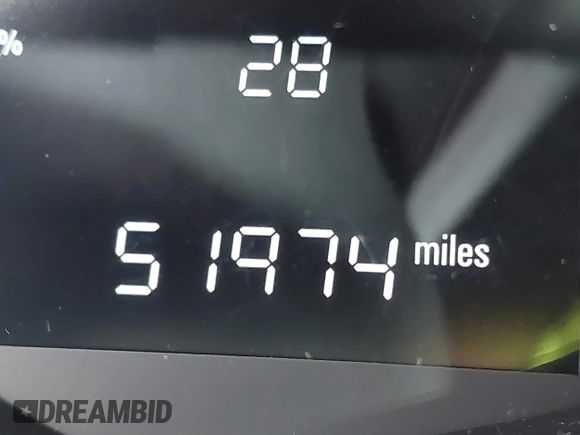 %
28
51974 miles
DREAMBID